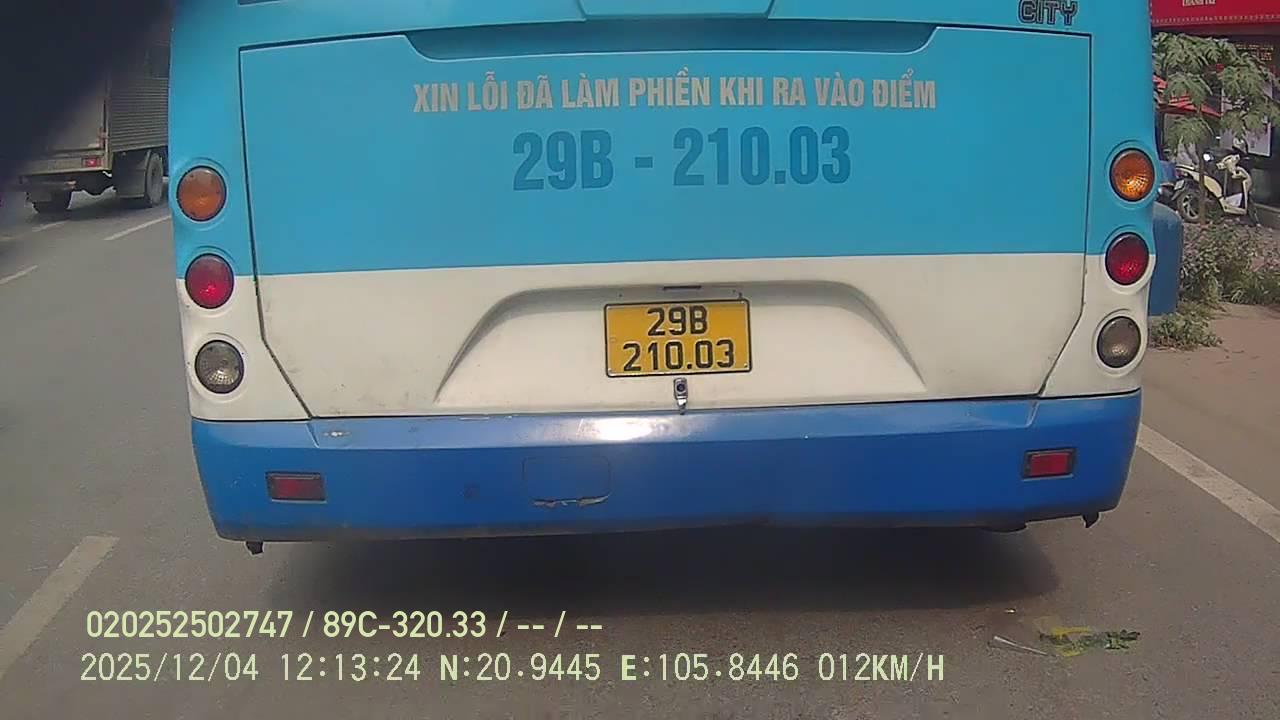 CITY
XIN LỖI ĐÃ LÀM PHIỀN KHI RA VÀO ĐIỂM
29B - 210.03
29B
210.03
020252502747 / 89C-320.33 / -- / --
2025/12/04 12:13:24 N:20.9445 E:105.8446 012KM/H